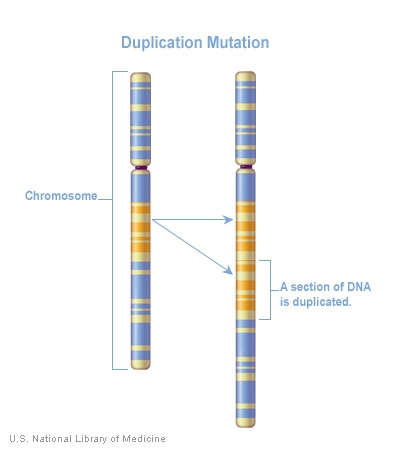 Duplication Mutation
Chromosome
A section of DNA
is duplicated.
U.S. National Library of Medicine